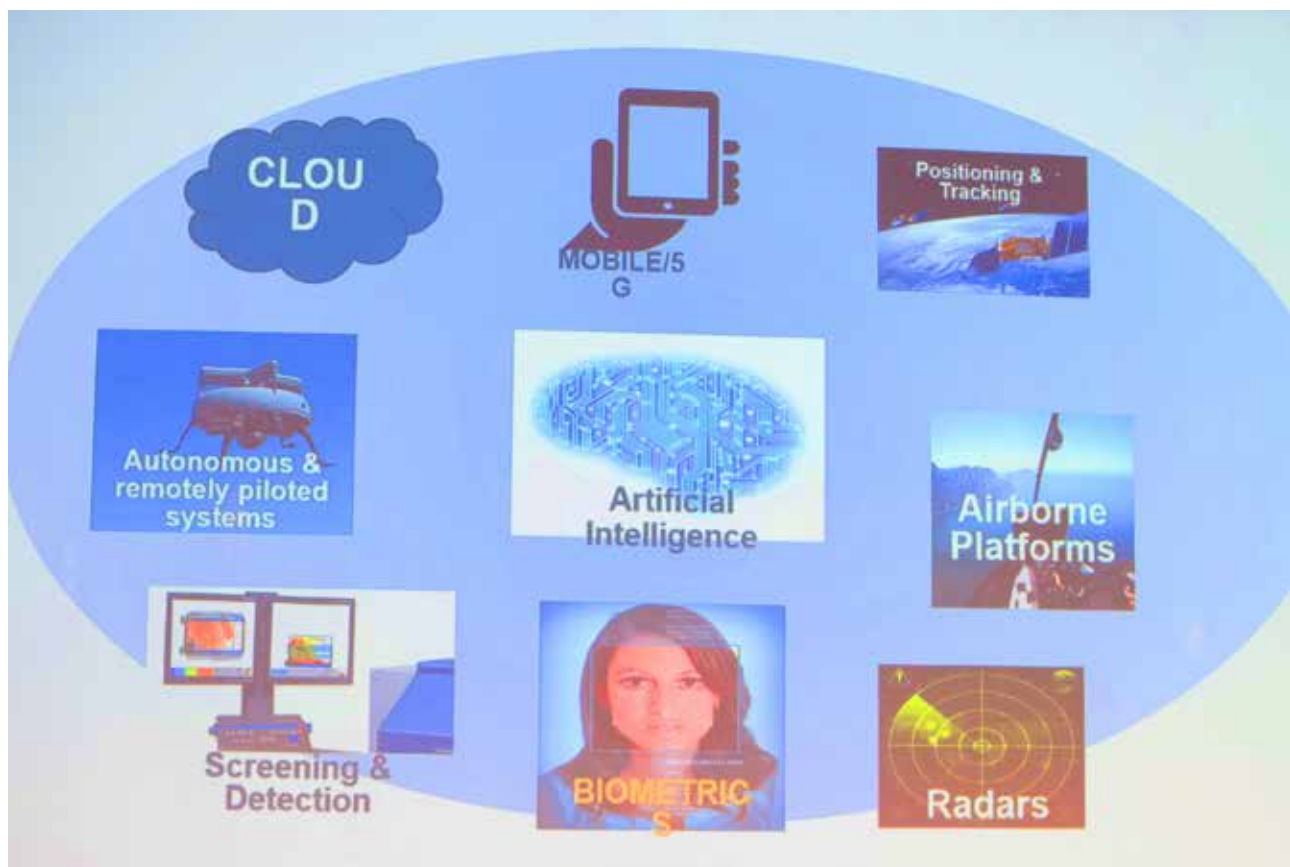 CLOU
D
MOBILE/5
G
Positioning &
Tracking
Autonomous &
remotely piloted
systems
Artificial
Intelligence
Airborne
Platforms
Screening &
Detection
BIOMETRIC
S
Radars